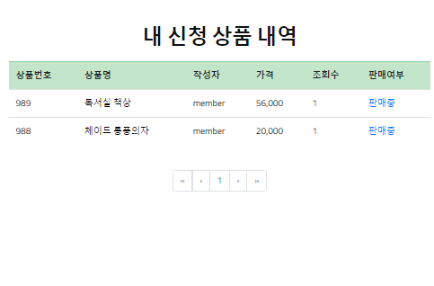 내 신청 상품 내역
상품번호 상품명 작성자 가격 조회수 판매여부
989 독서실 책상 member 56,000 1 판매중
988 체이드 통풍의자 member 20,000 1 판매중
« ‹ 1 › »